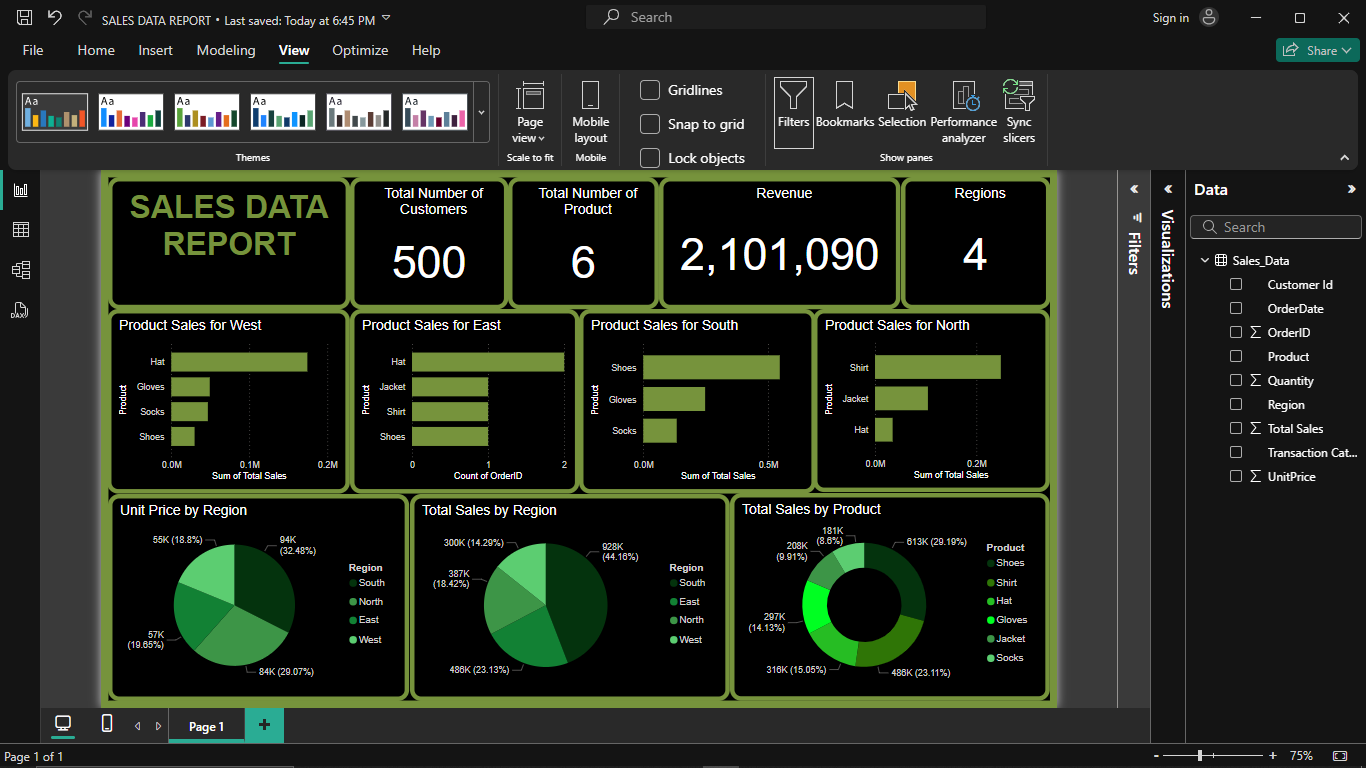 SALES DATA REPORT • Last saved: Today at 6:45 PM
Search
Sign in
File
Home
Insert
Modeling
View
Optimize
Help
Share
Aa
Aa
Aa
Aa
Aa
Aa
Themes
Page
view
Scale to fit
Mobile
layout
Mobile
Gridlines
Snap to grid
Lock objects
Filters
Bookmarks
Selection
Performance
analyzer
Sync
slicers
Show panes
DAX
SALES DATA
REPORT
Total Number of
Customers
500
Total Number of
Product
6
Revenue
2,101,090
Regions
4
Product Sales for West
Product
Hat
Gloves
Socks
Shoes
0.0M
0.1M
0.2M
Sum of Total Sales
Product Sales for East
Product
Hat
Jacket
Shirt
Shoes
0
1
2
Count of OrderID
Product Sales for South
Product
Shoes
Gloves
Socks
0.0M
0.5M
Sum of Total Sales
Product Sales for North
Product
Shirt
Jacket
Hat
0.0M
0.2M
Sum of Total Sales
Unit Price by Region
55K (18.8%)
94K
(32.48%)
57K
(19.65%)
84K (29.07%)
Region
South
North
East
West
Total Sales by Region
300K (14.29%)
928K
(44.16%)
387K
(18.42%)
486K (23.13%)
Region
South
East
North
West
Total Sales by Product
181K
(8.6%)
613K (29.19%)
208K
(9.91%)
297K
(14.13%)
316K (15.05%)
486K (23.11%)
Product
Shoes
Shirt
Hat
Gloves
Jacket
Socks
Filters
Visualizations
Data
Search
Sales_Data
Customer Id
OrderDate
OrderID
Product
Quantity
Region
Total Sales
Transaction Cat...
UnitPrice
Page 1
Page 1 of 1
75%